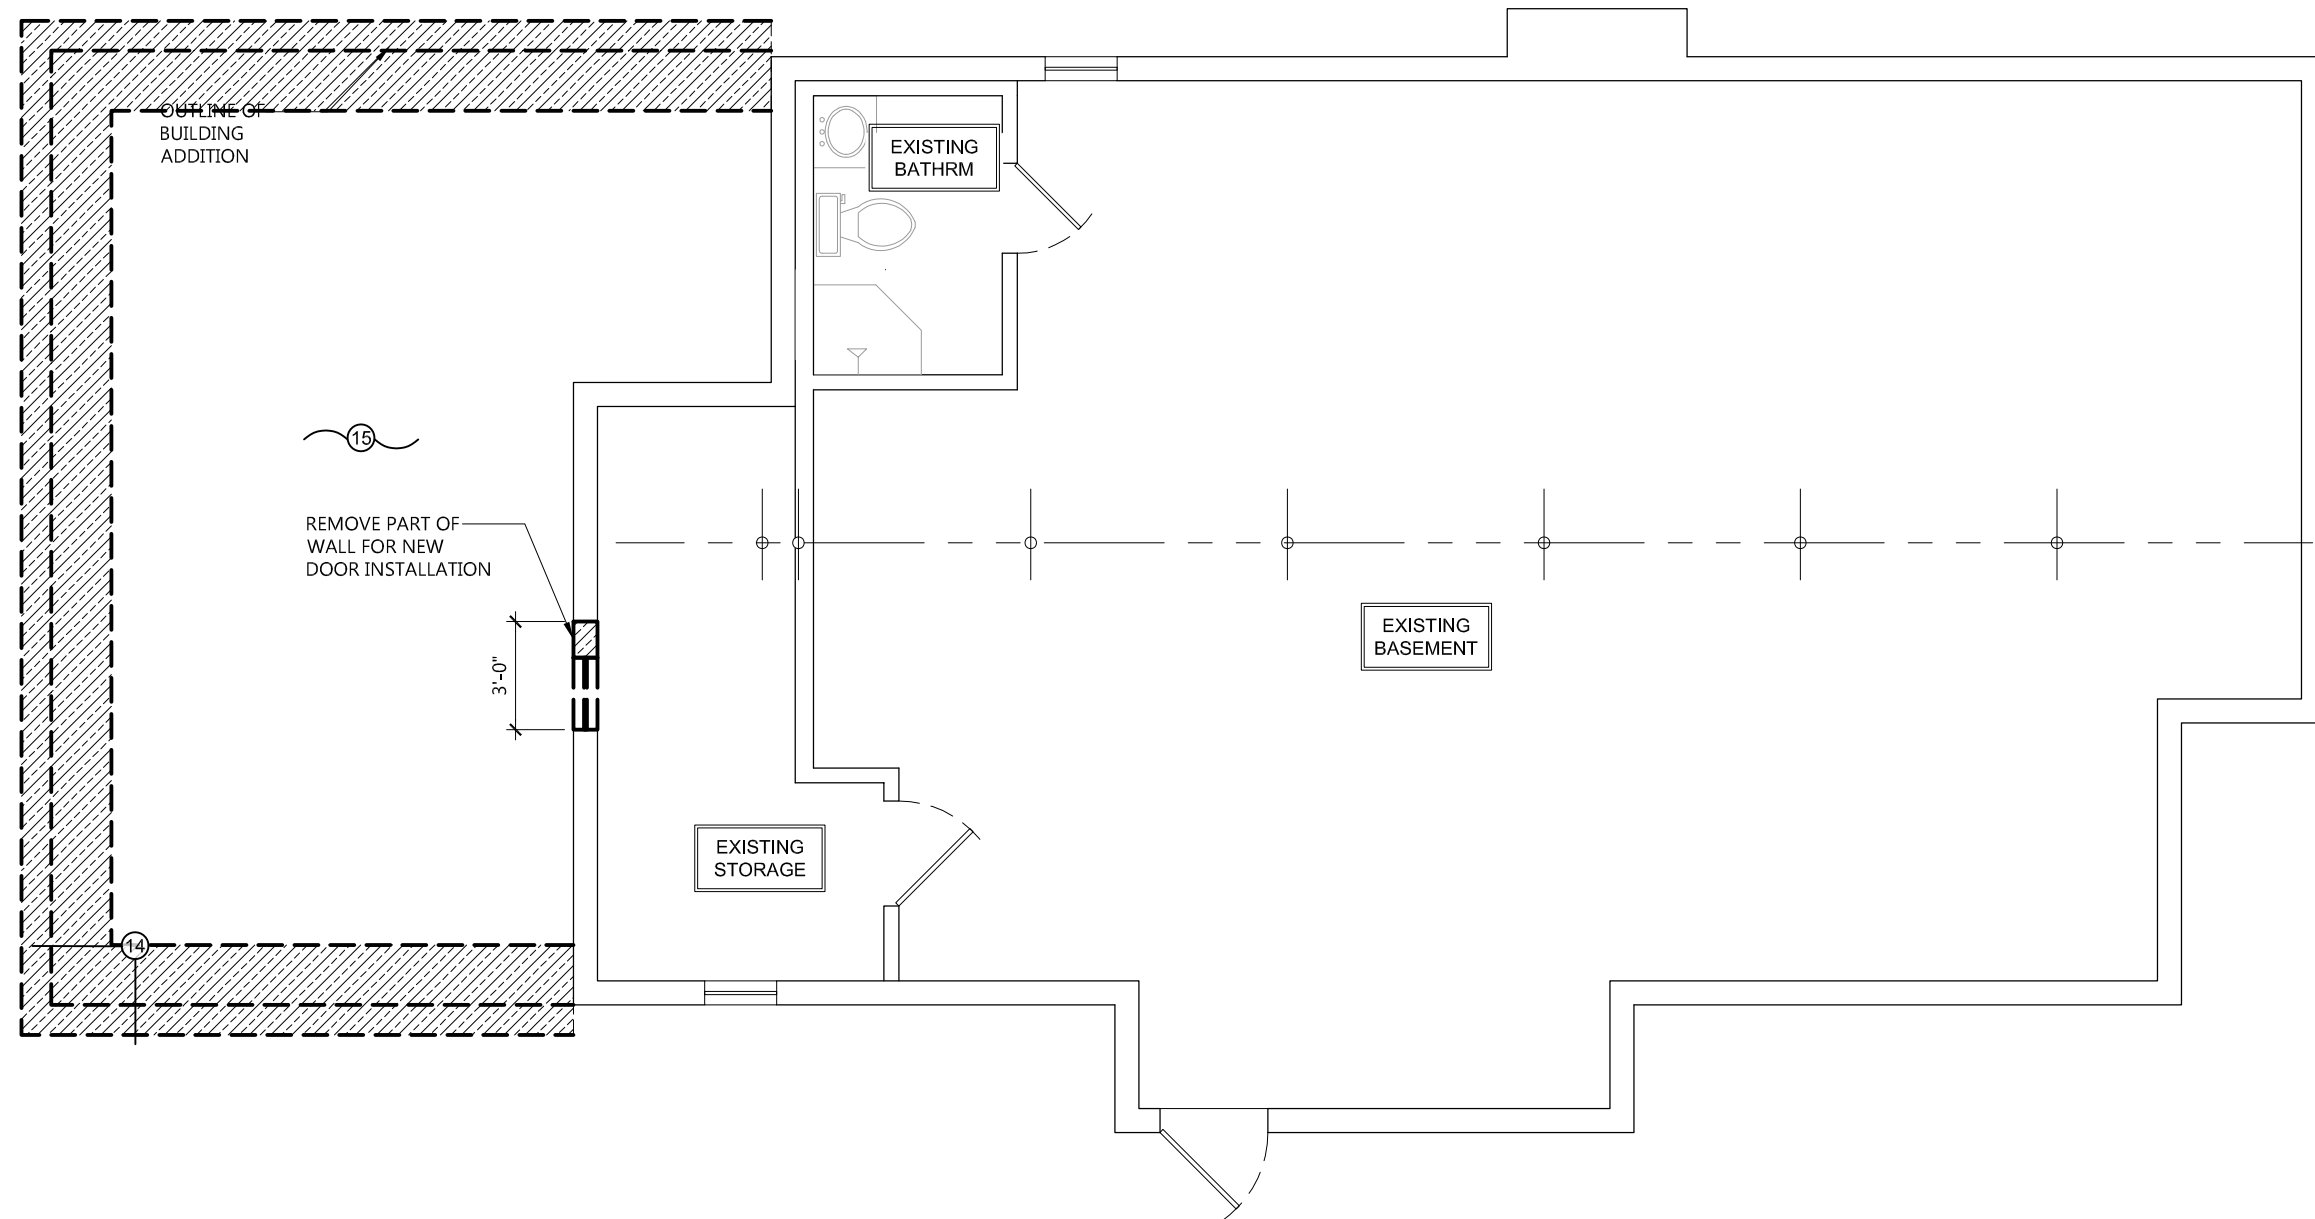 OUTLINE OF
BUILDING
ADDITION
EXISTING
BATHRM
15
REMOVE PART OF
WALL FOR NEW
DOOR INSTALLATION
3'-0"
EXISTING
BASEMENT
EXISTING
STORAGE
14